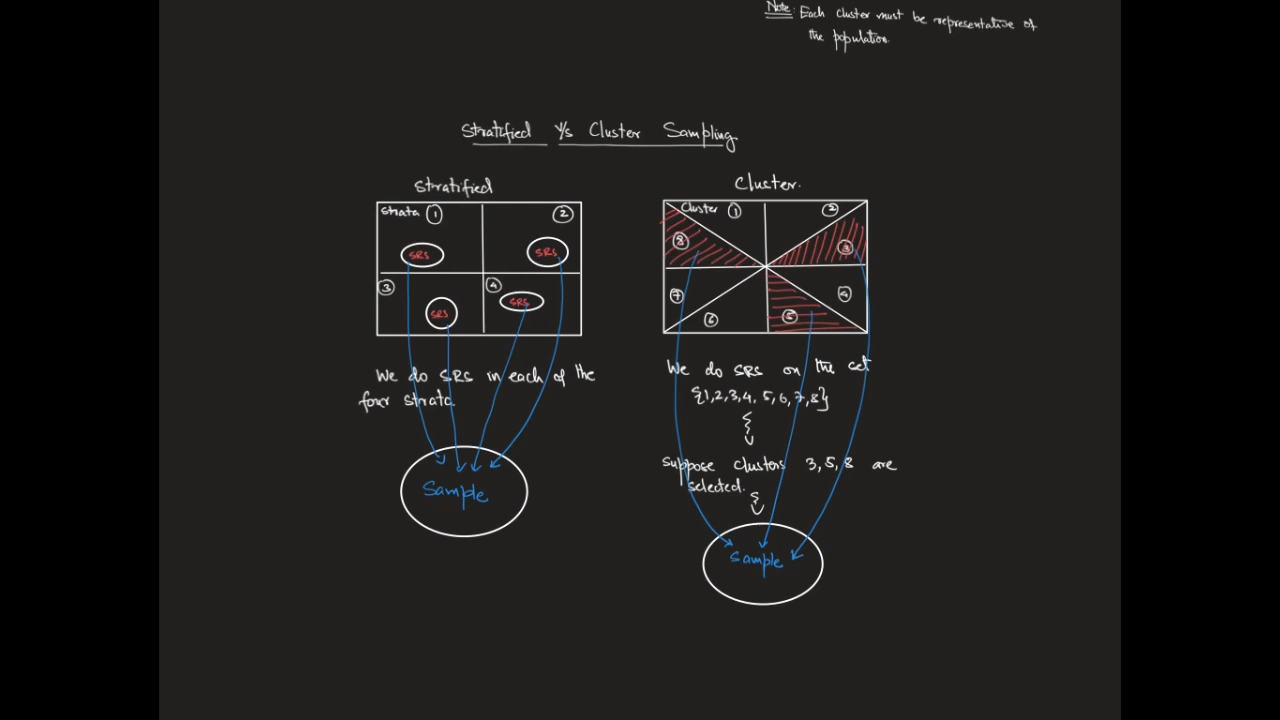 Note: Each cluster must be representative of
the population.
Stratified v/s Cluster Sampling
Stratified
Strata 1
2
SRS
SRS
3
4
SRS
SRS
We do SRS in each of the
four strata.
Sample
Cluster.
Cluster 1
2
8
3
7
4
6
5
We do SRS on the set
{1,2,3,4, 5,6,7,8}
Suppose clusters 3,5,8 are
selected.
Sample